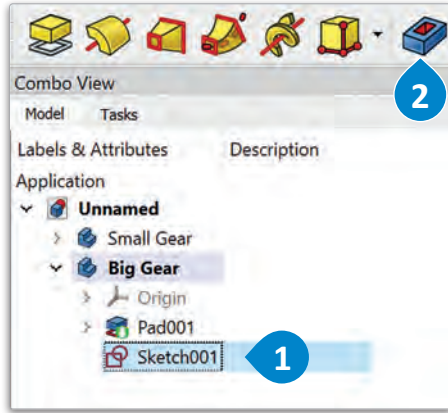 2
Combo View
Model Tasks
Labels & Attributes Description
Application
Unnamed
Small Gear
Big Gear
Origin
Pad001
Sketch001 1